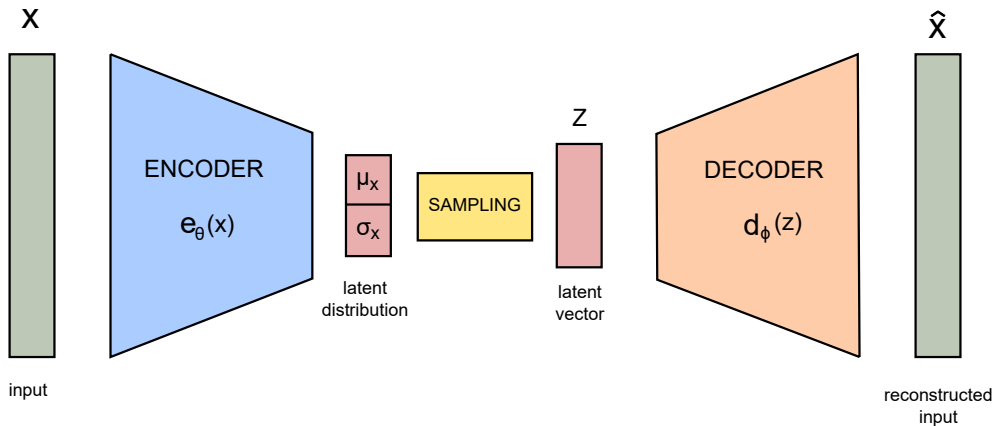 x
input
ENCODER
e_θ(x)
μ_x
σ_x
latent
distribution
SAMPLING
z
latent
vector
DECODER
d_ϕ(z)
x̂
reconstructed
input